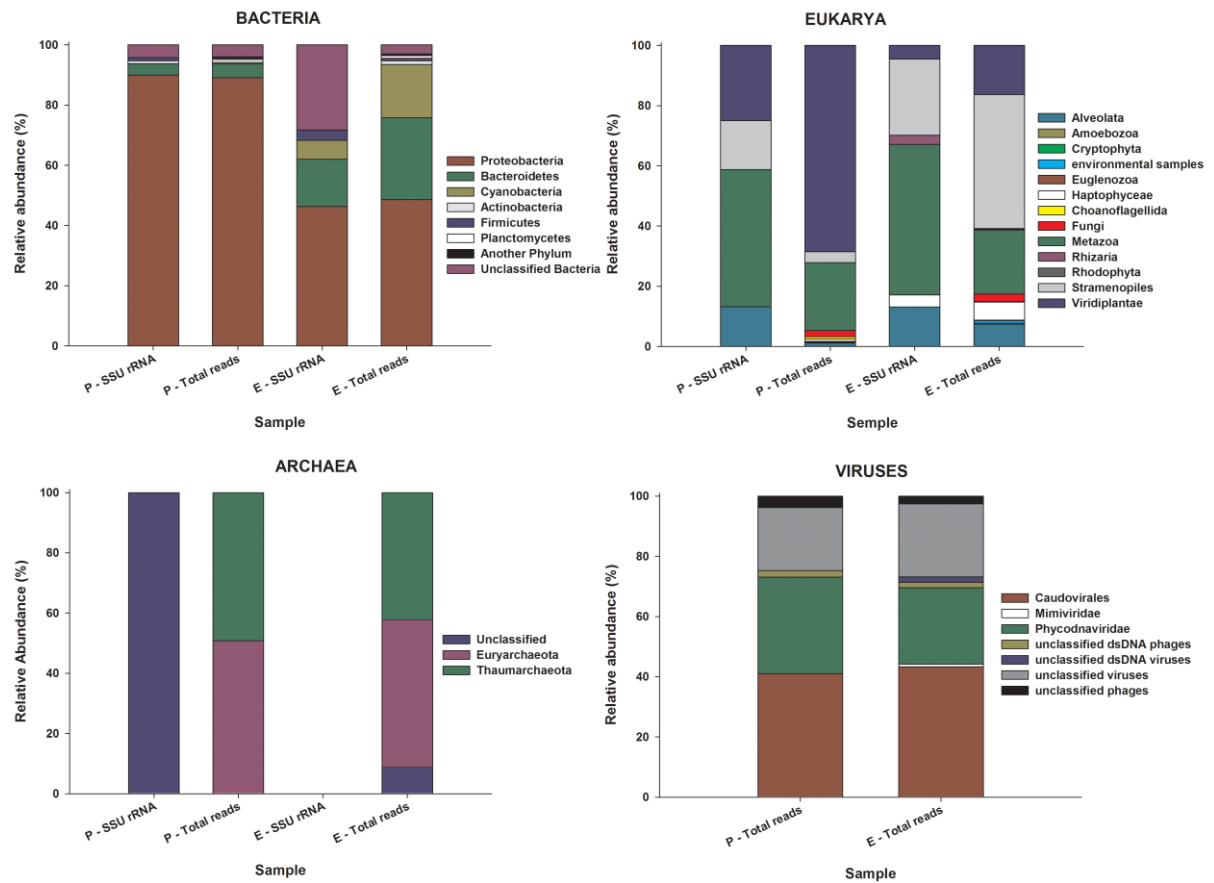 BACTERIA
Relative abundance (%)
100
80
60
40
20
0
P - SSU rRNA
P - Total reads
E - SSU rRNA
E - Total reads
Sample
Proteobacteria
Bacteroidetes
Cyanobacteria
Actinobacteria
Firmicutes
Planctomycetes
Another Phylum
Unclassified Bacteria
EUKARYA
Relative abundance (%)
100
80
60
40
20
0
P - SSU rRNA
P - Total reads
E - SSU rRNA
E - Total reads
Semple
Alveolata
Amoebozoa
Cryptophyta
environmental samples
Euglenozoa
Haptophyceae
Choanoflagellida
Fungi
Metazoa
Rhizaria
Rhodophyta
Stramenopiles
Viridiplantae
ARCHAEA
Relative Abundance (%)
100
80
60
40
20
0
P - SSU rRNA
P - Total reads
E - SSU rRNA
E - Total reads
Sample
Unclassified
Euryarchaeota
Thaumarchaeota
VIRUSES
Relative abundance (%)
100
80
60
40
20
0
P - Total reads
E - Total reads
Sample
Caudovirales
Mimiviridae
Phycodnaviridae
unclassified dsDNA phages
unclassified dsDNA viruses
unclassified viruses
unclassified phages